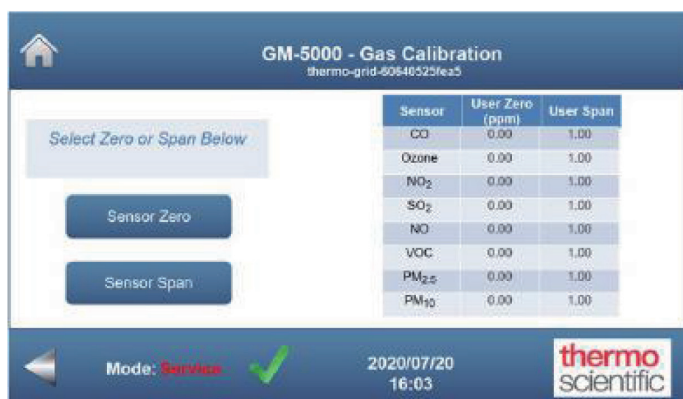 GM-5000 - Gas Calibration
thermo-grid-60640525fea5
Select Zero or Span Below
Sensor Zero
Sensor Span
Sensor User Zero (ppm) User Span
CO 0.00 1.00
Ozone 0.00 1.00
NO₂ 0.00 1.00
SO₂ 0.00 1.00
NO 0.00 1.00
VOC 0.00 1.00
PM₂.₅ 0.00 1.00
PM₁₀ 0.00 1.00
Mode: Service
2020/07/20
16:03
thermo
scientific